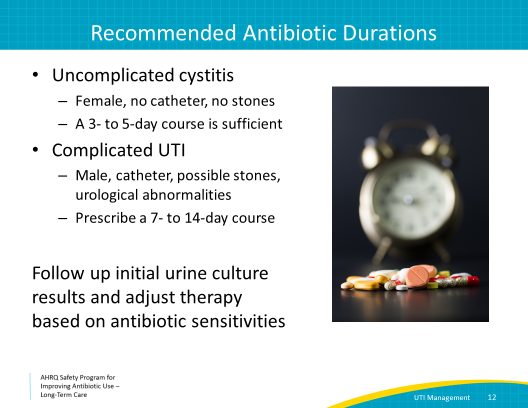 Recommended Antibiotic Durations
• Uncomplicated cystitis
– Female, no catheter, no stones
– A 3- to 5-day course is sufficient
• Complicated UTI
– Male, catheter, possible stones,
urological abnormalities
– Prescribe a 7- to 14-day course
Follow up initial urine culture
results and adjust therapy
based on antibiotic sensitivities
AHRQ Safety Program for
Improving Antibiotic Use –
Long-Term Care
UTI Management 12